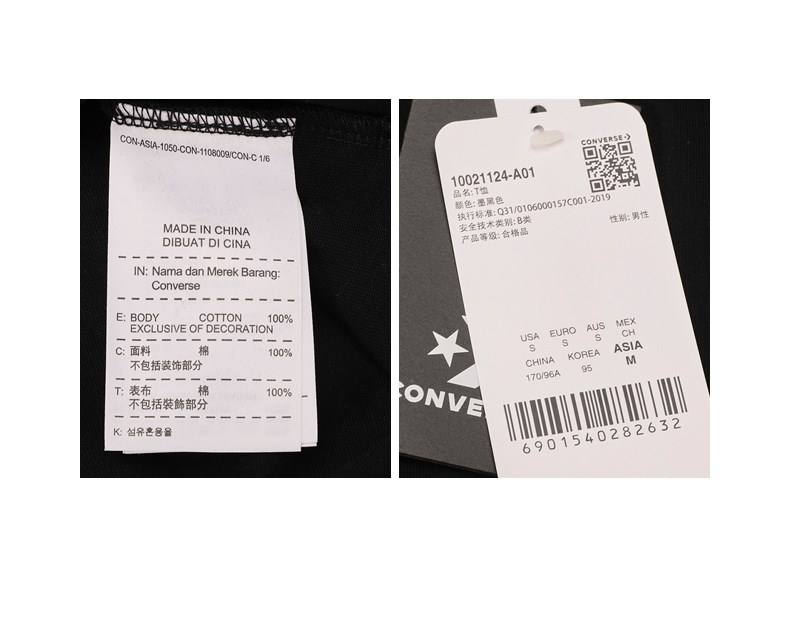 CON-ASIA-1050-CON-1108009/CON-C 1/6
MADE IN CHINA
DIBUAT DI CINA
IN: Nama dan Merek Barang:
Converse
E: BODY COTTON 100%
EXCLUSIVE OF DECORATION
C: 面料 棉 100%
不包括装饰部分
T: 表布 棉 100%
不包括裝飾部分
K: 섬유혼용율
CONVERSE
10021124-A01
品名: T恤
颜色: 墨黑色
执行标准: Q31/0106000157C001-2019
安全技术类别: B类 性别: 男性
产品等级: 合格品
USA EURO AUS MEX
S S S CH
CHINA KOREA ASIA
170/96A 95 M
6901540282632
CONVE